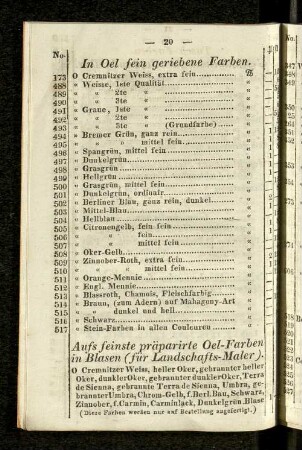 — 20 —
No.
In Oel fein geriebene Farben.
173 O Cremnitzer Weiss, extra fein ℔
488 » Weisse, 1ste Qualität
489 » » 2te »
490 » » 3te »
491 » Graue, 1ste »
492 » » 2te »
493 » » 3te » (Grundfarbe)
494 » Bremer Grün, ganz rein
495 » » » mittel fein
496 » Spangrün, mittel fein
497 » Dunkelgrün
498 » Grasgrün
499 » Hellgrün
500 » Grasgrün, mittel fein
501 » Dunkelgrün, ordinair
502 » Berliner Blau, ganz rein, dunkel
503 » Mittel-Blau
504 » Hellblau
505 » Citronengelb, fein fein
506 » » fein
507 » » mittel fein
508 » Oker-Gelb
509 » Zinnober-Roth, extra fein
510 » » » mittel fein
511 » Orange-Mennie
512 » Engl. Mennie
513 » Blassroth, Chamois, Fleischfarbig
514 » Braun, (zum Adern) auf Mahagony-Art
515 » » dunkel und hell
516 » Schwarz
517 » Stein-Farben in allen Couleuren
Aufs feinste präparirte Oel-Farben
in Blasen (für Landschafts-Maler).
O Cremnitzer Weiss, heller Oker, gebrannter heller
Oker, dunkler Oker, gebrannter dunkler Oker, Terra
de Sienna, gebrannte Terra de Sienna, Umbra, ge-
brannter Umbra, Chrom-Gelb, f. Berl. Bau, Schwarz,
Zinnober, f. Carmin, Carminlack, Dunkelgrün. Blase
(Diese Farben werden nur auf Bestellung angefertigt.)